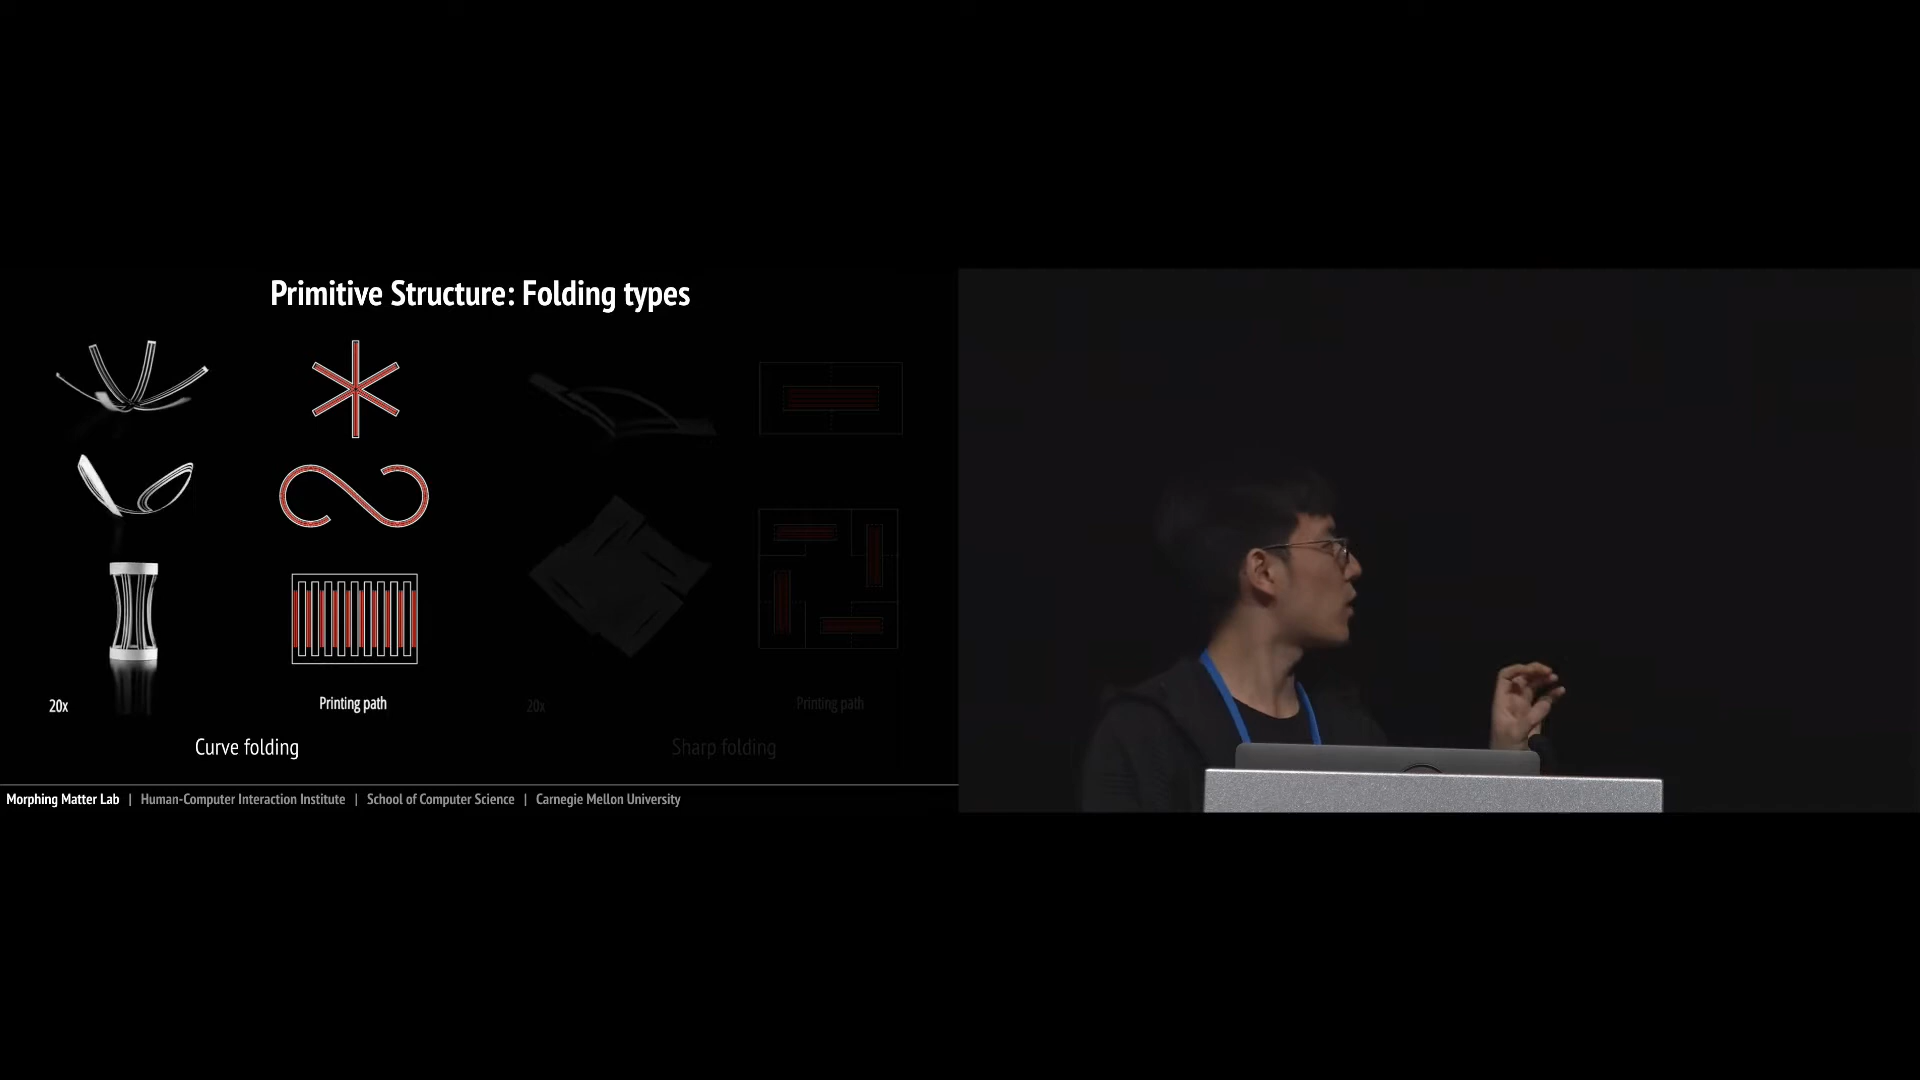 Primitive Structure: Folding types
20x
Printing path
Curve folding
20x
Printing path
Sharp folding
Morphing Matter Lab | Human-Computer Interaction Institute | School of Computer Science | Carnegie Mellon University